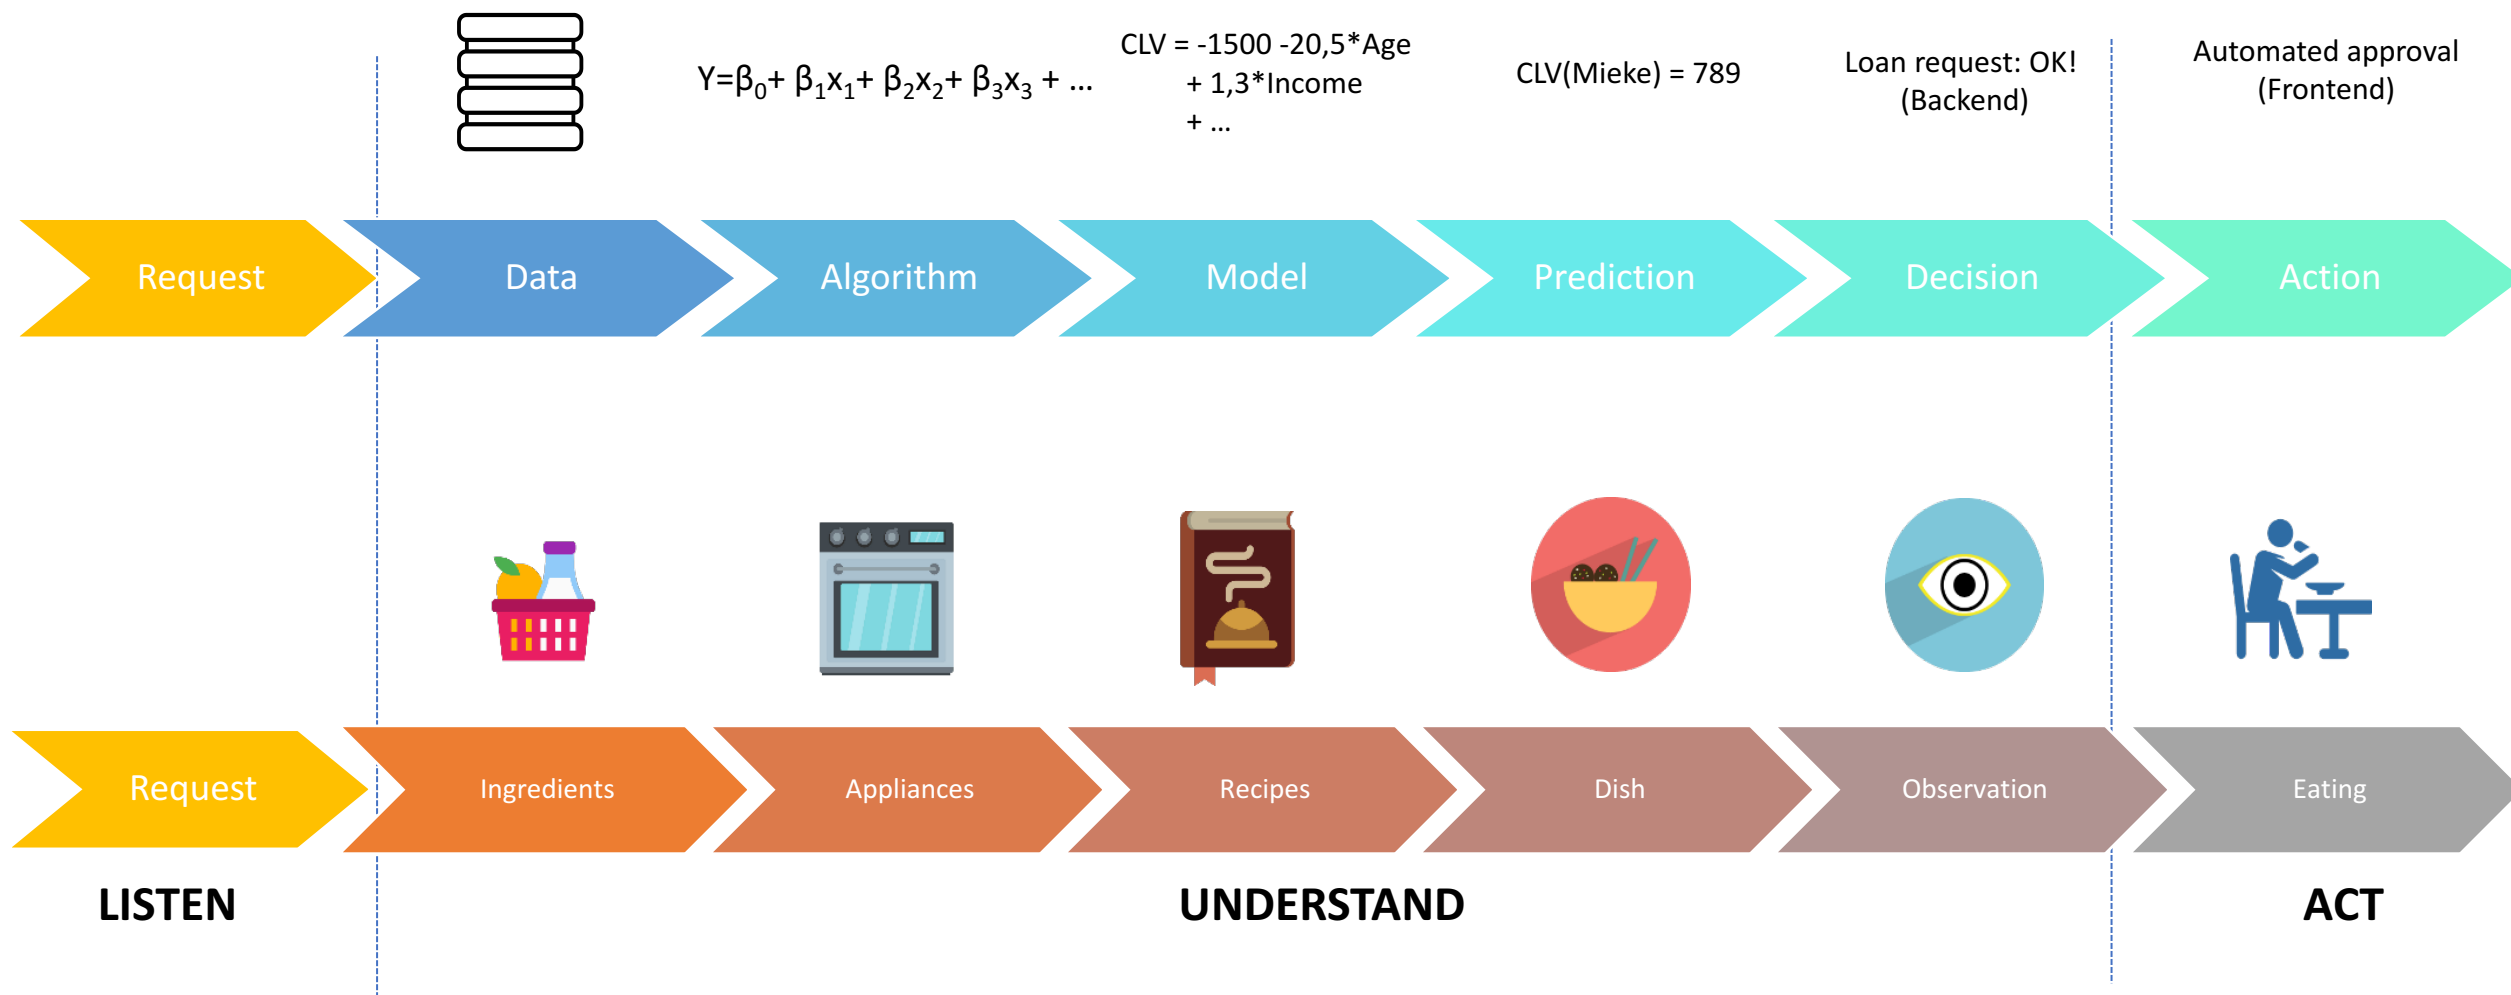 Y=β₀+ β₁x₁+ β₂x₂+ β₃x₃ + ...
CLV = -1500 -20,5*Age
+ 1,3*Income
+ ...
CLV(Mieke) = 789
Loan request: OK!
(Backend)
Automated approval
(Frontend)
Request
Data
Algorithm
Model
Prediction
Decision
Action
Request
Ingredients
Appliances
Recipes
Dish
Observation
Eating
LISTEN
UNDERSTAND
ACT